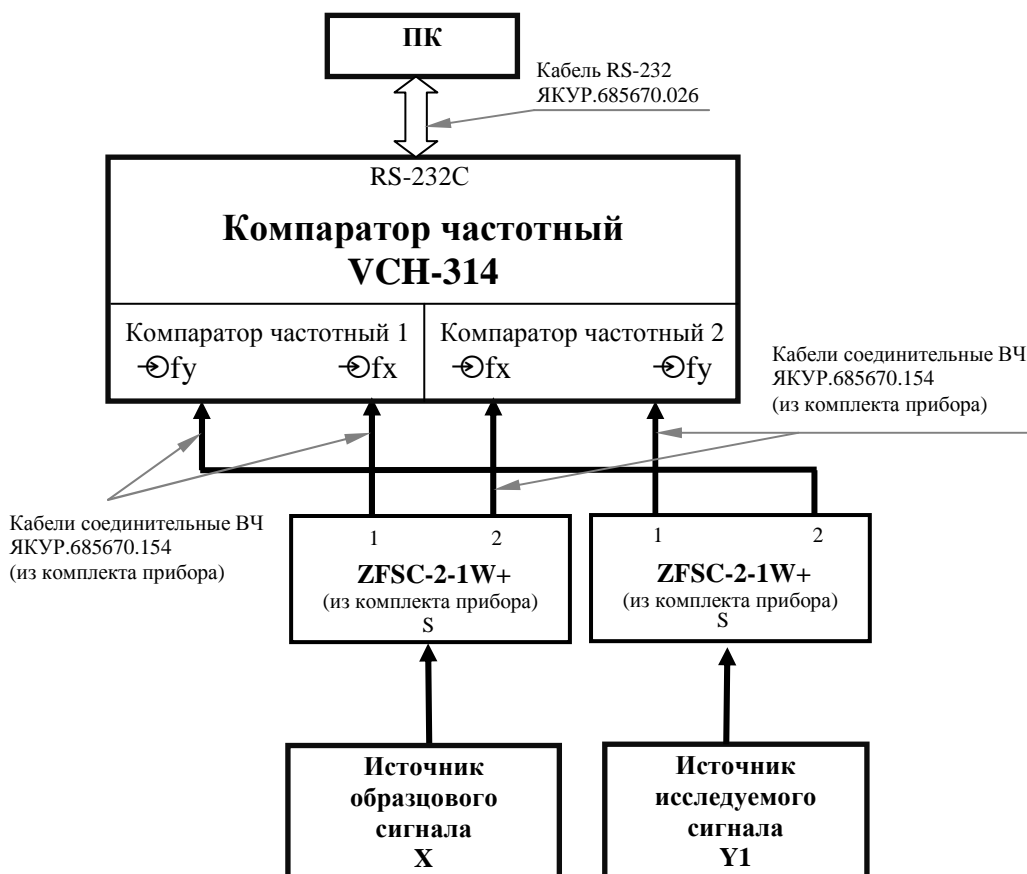 ПК
Кабель RS-232
ЯКУР.685670.026
RS-232C
Компаратор частотный
VCH-314
Компаратор частотный 1
Компаратор частотный 2
fy
fx
fx
fy
Кабели соединительные ВЧ
ЯКУР.685670.154
(из комплекта прибора)
Кабели соединительные ВЧ
ЯКУР.685670.154
(из комплекта прибора)
1
2
ZFSC-2-1W+
(из комплекта прибора)
S
1
2
ZFSC-2-1W+
(из комплекта прибора)
S
Источник
образцового
сигнала
X
Источник
исследуемого
сигнала
Y1